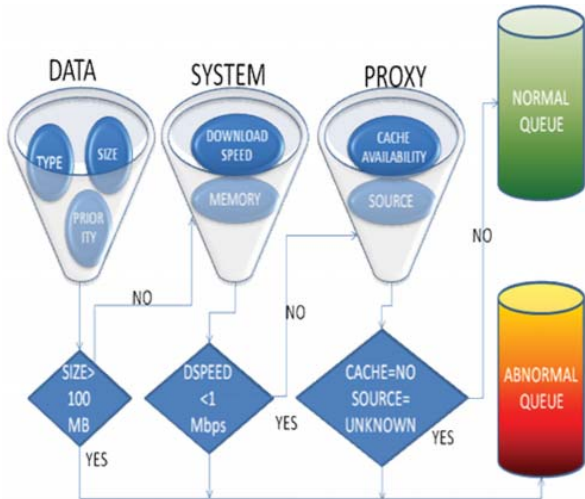 DATA
SYSTEM
PROXY
NORMAL
QUEUE
TYPE
SIZE
PRIOR
ITY
DOWNLOAD
SPEED
MEMORY
CACHE
AVAILABILITY
SOURCE
NO
NO
NO
SIZE>
100
MB
YES
DSPEED
<1
Mbps
YES
CACHE=NO
SOURCE=
UNKNOWN
YES
ABNORMAL
QUEUE